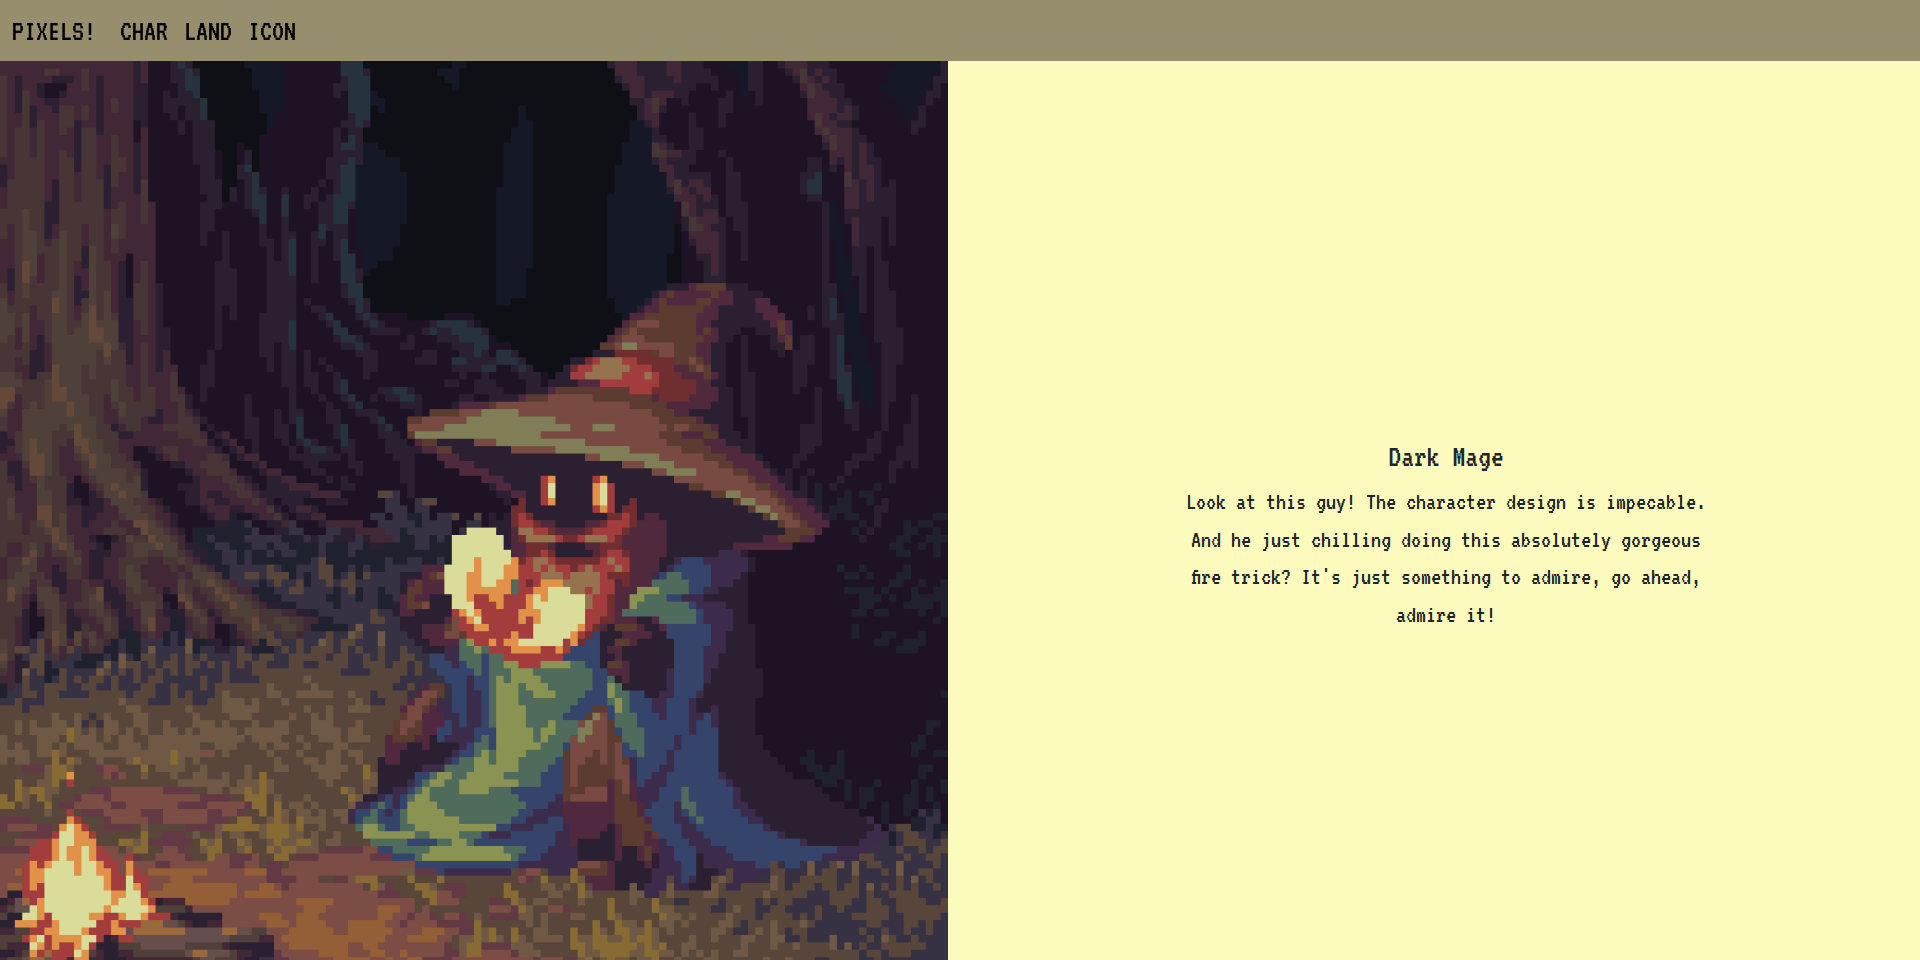 PIXELS! CHAR LAND ICON
Dark Mage
Look at this guy! The character design is impecable.
And he just chilling doing this absolutely gorgeous
fire trick? It's just something to admire, go ahead,
admire it!